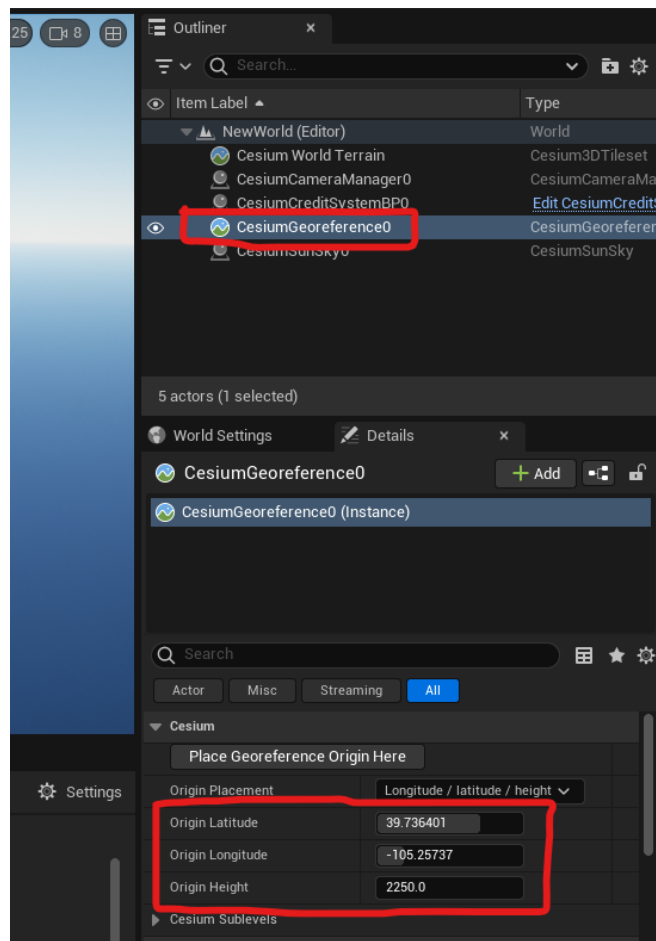 25 8
Outliner
Search...
Item Label Type
NewWorld (Editor) World
Cesium World Terrain Cesium3DTileset
CesiumCameraManager0 CesiumCameraMa
CesiumCreditSystemBP0 Edit CesiumCreditS
CesiumGeoreference0 CesiumGeorefere
CesiumSunSky0 CesiumSunSky
5 actors (1 selected)
World Settings Details
CesiumGeoreference0 + Add
CesiumGeoreference0 (Instance)
Search
Actor Misc Streaming All
Cesium
Place Georeference Origin Here
Settings Origin Placement Longitude / latitude / height
Origin Latitude 39.736401
Origin Longitude -105.25737
Origin Height 2250.0
Cesium Sublevels